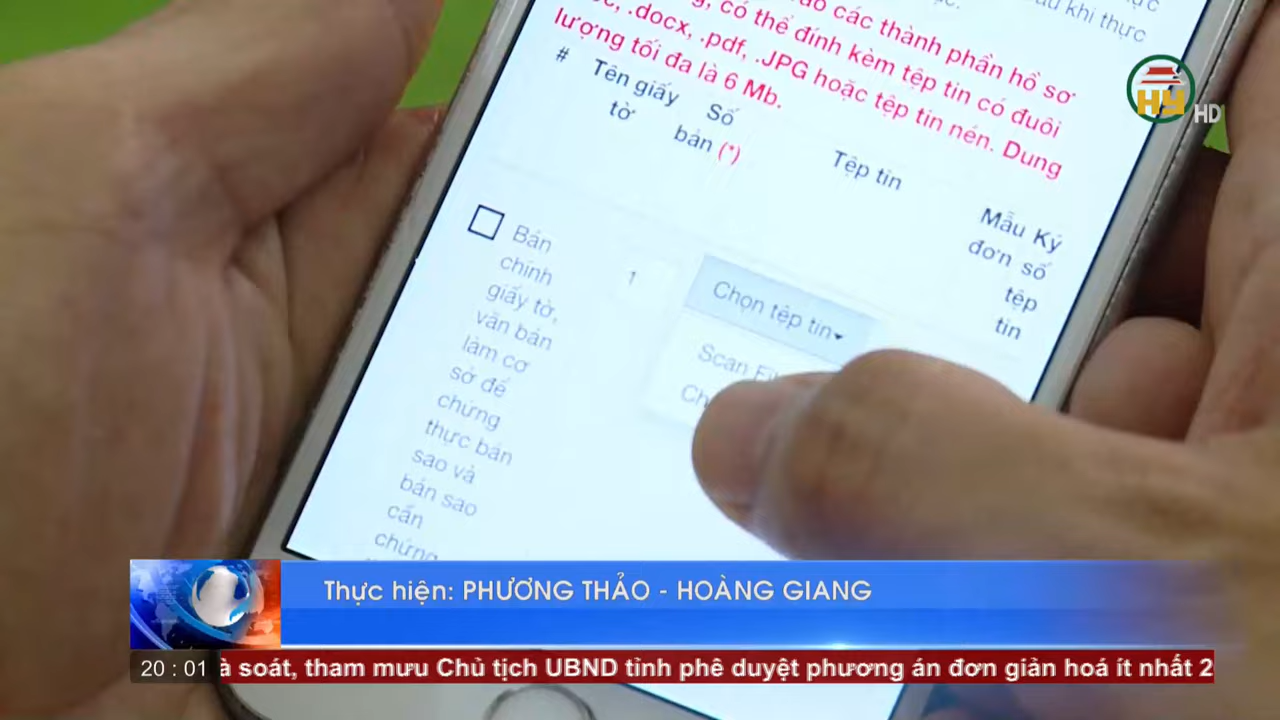 các thành phần hồ sơ
khi thực
có thể đính kèm tệp tin có đuôi
.docx, .pdf, .JPG hoặc tệp tin nén. Dung
lượng tối đa là 6 Mb.
# Tên giấy tờ
Số bản (*)
Tệp tin
Mẫu đơn
Ký số tệp tin
Bản
chính
giấy tờ,
văn bản
làm cơ
sở để
chứng
thực bản
sao và
bản sao
cần
chứng
1
Chọn tệp tin
Scan
HY HD
Thực hiện: PHƯƠNG THẢO - HOÀNG GIANG
20 : 01
à soát, tham mưu Chủ tịch UBND tỉnh phê duyệt phương án đơn giản hoá ít nhất 2